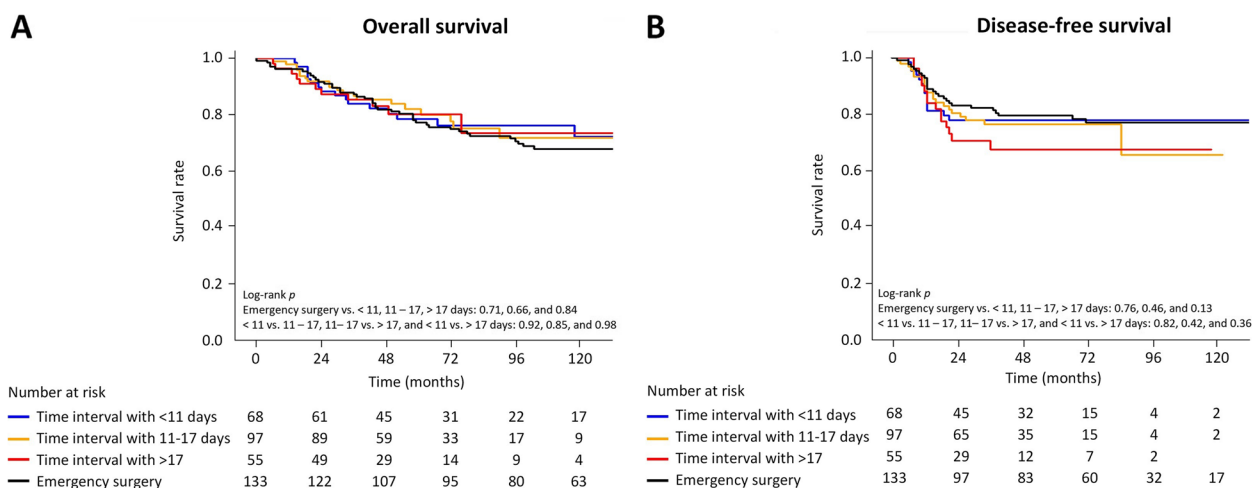 A
Overall survival
1.0
0.8
0.6
0.4
0.2
0.0
Survival rate
Log-rank p
Emergency surgery vs. < 11, 11 – 17, > 17 days: 0.71, 0.66, and 0.84
< 11 vs. 11 – 17, 11– 17 vs. > 17, and < 11 vs. > 17 days: 0.92, 0.85, and 0.98
0 24 48 72 96 120
Time (months)
Number at risk
Time interval with <11 days 68 61 45 31 22 17
Time interval with 11-17 days 97 89 59 33 17 9
Time interval with >17 55 49 29 14 9 4
Emergency surgery 133 122 107 95 80 63
B
Disease-free survival
1.0
0.8
0.6
0.4
0.2
0.0
Survival rate
Log-rank p
Emergency surgery vs. < 11, 11 – 17, > 17 days: 0.76, 0.46, and 0.13
< 11 vs. 11 – 17, 11– 17 vs. > 17, and < 11 vs. > 17 days: 0.82, 0.42, and 0.36
0 24 48 72 96 120
Time (months)
Number at risk
Time interval with <11 days 68 45 32 15 4 2
Time interval with 11-17 days 97 65 35 15 4 2
Time interval with >17 55 29 12 7 2
Emergency surgery 133 97 83 60 32 17